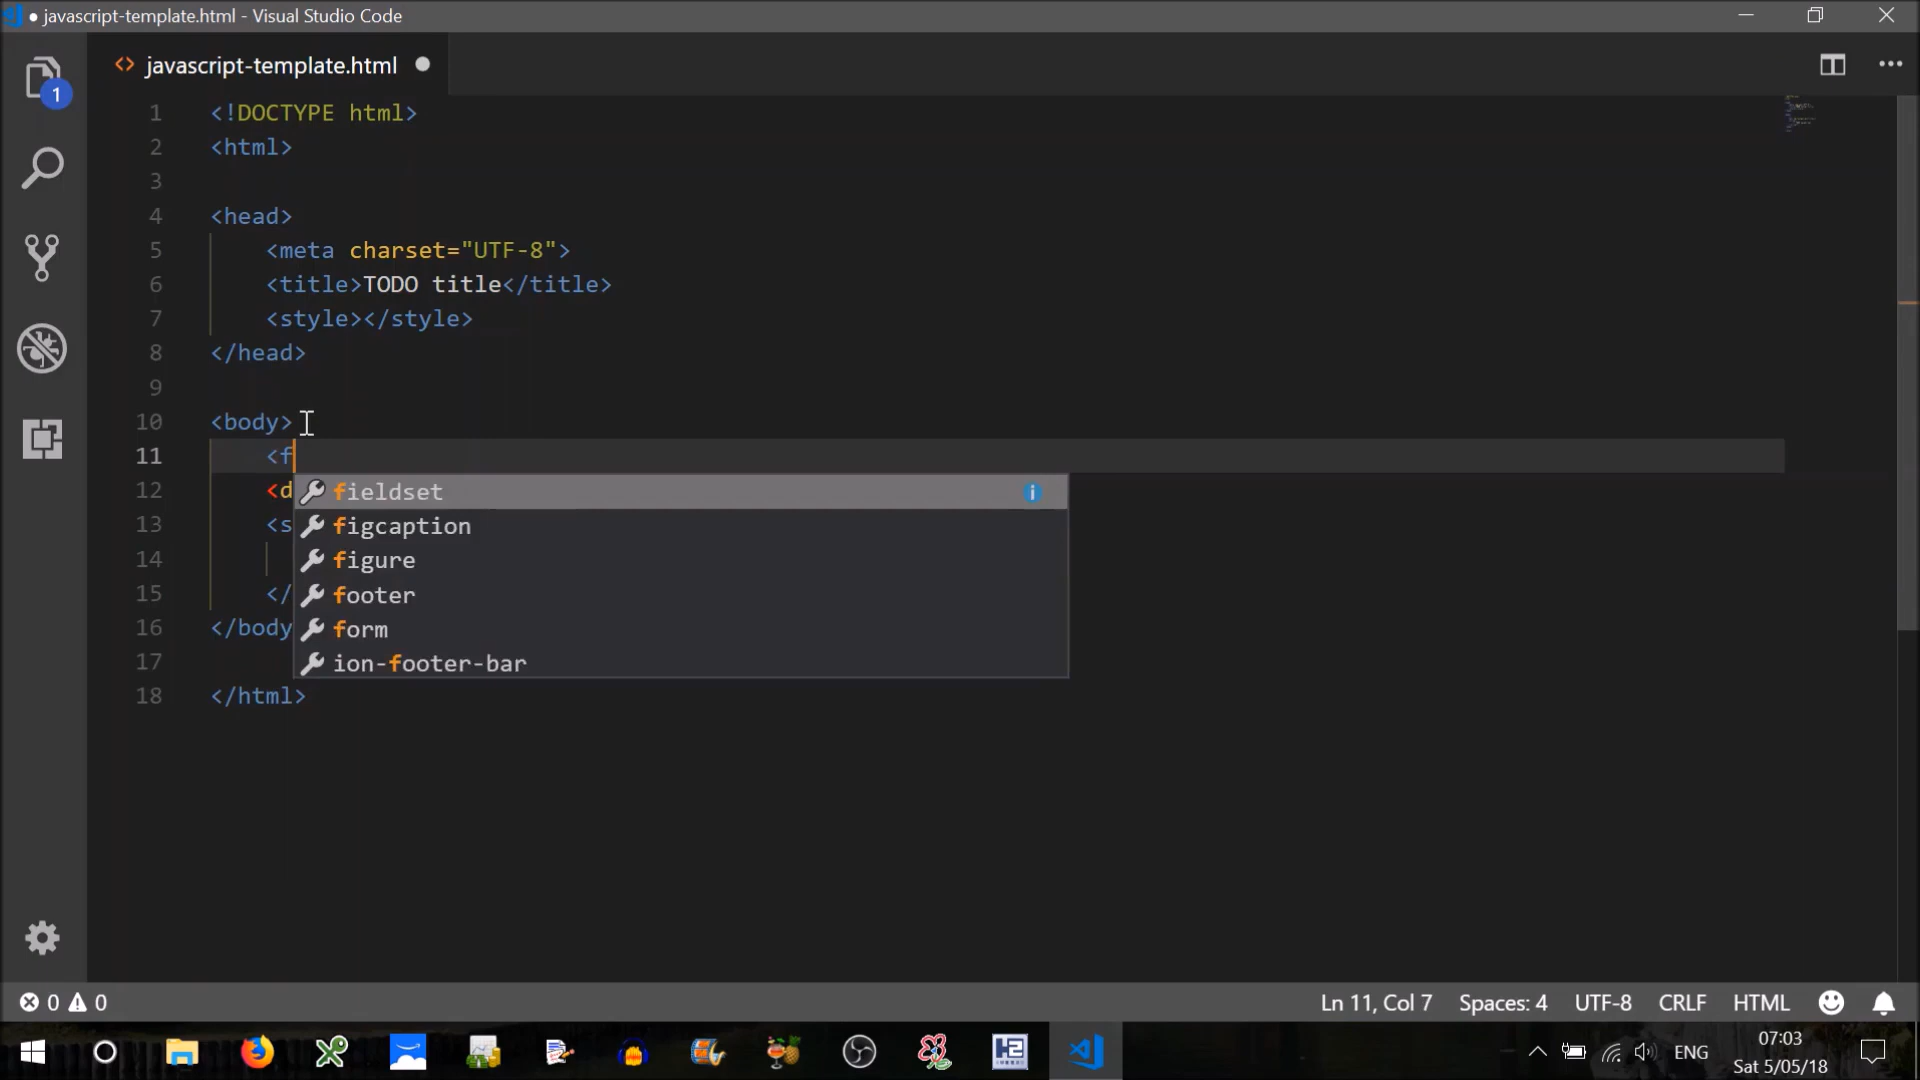 javascript-template.html - Visual Studio Code
javascript-template.html
1
1 <!DOCTYPE html>
2 <html>
3
4 <head>
5 <meta charset="UTF-8">
6 <title>TODO title</title>
7 <style></style>
8 </head>
9
10 <body>
11 <f
12 <d
13 <s
14
15 </
16 </body
17
18 </html>
fieldset
figcaption
figure
footer
form
ion-footer-bar
0 0 Ln 11, Col 7 Spaces: 4 UTF-8 CRLF HTML
ENG
07:03
Sat 5/05/18